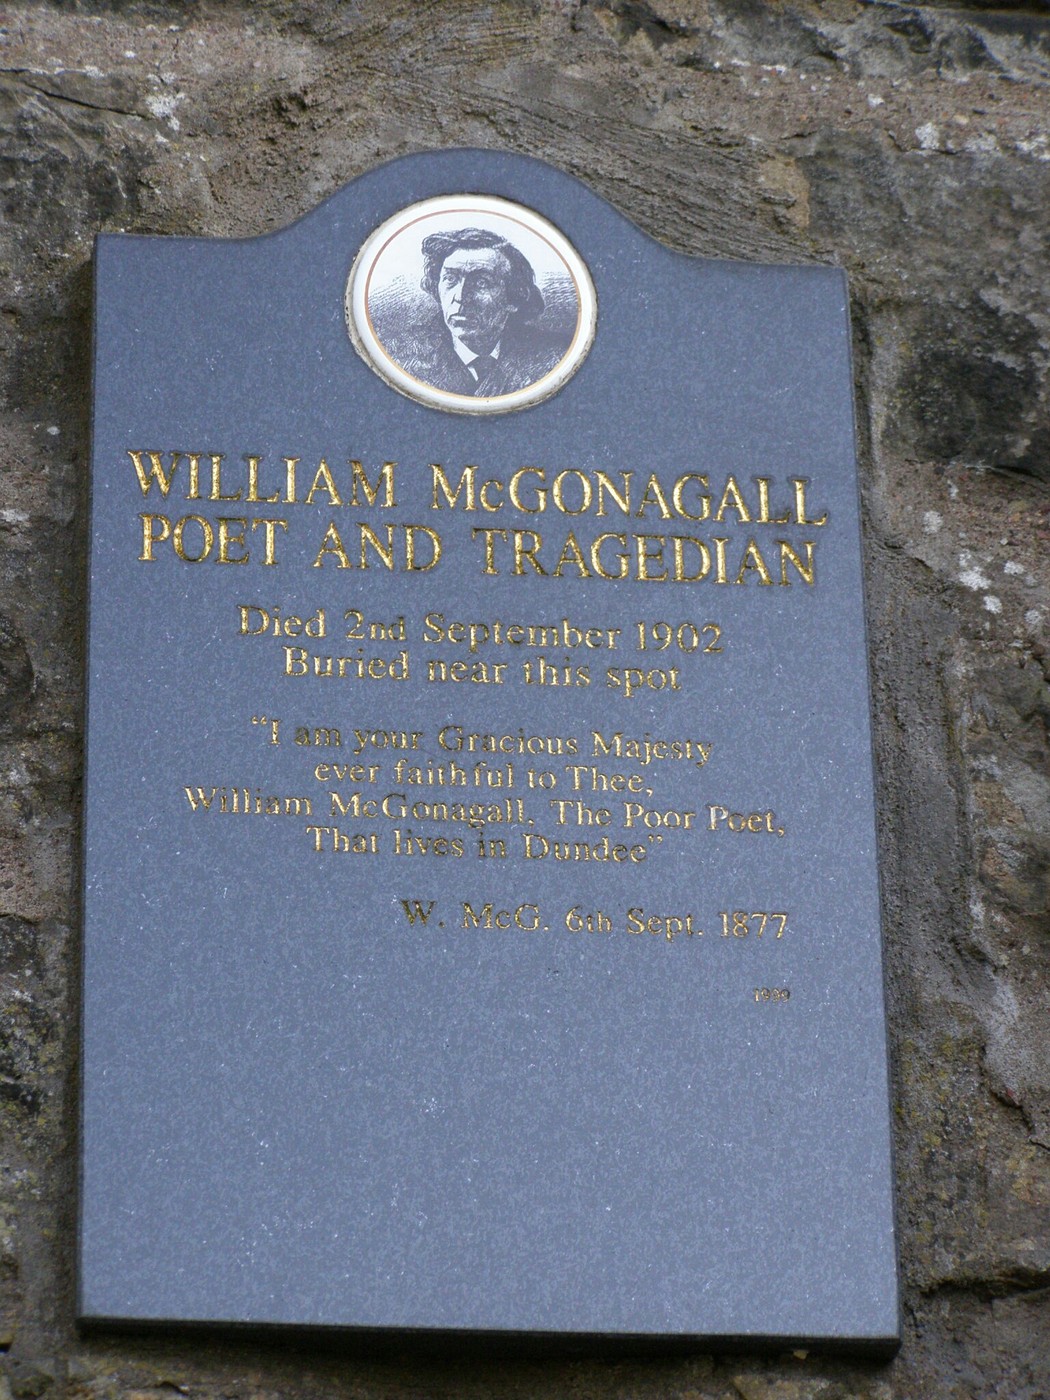 WILLIAM McGONAGALL
POET AND TRAGEDIAN
Died 2nd September 1902
Buried near this spot
“I am your Gracious Majesty
ever faithful to Thee,
William McGonagall, The Poor Poet,
That lives in Dundee”
W. McG. 6th Sept. 1877